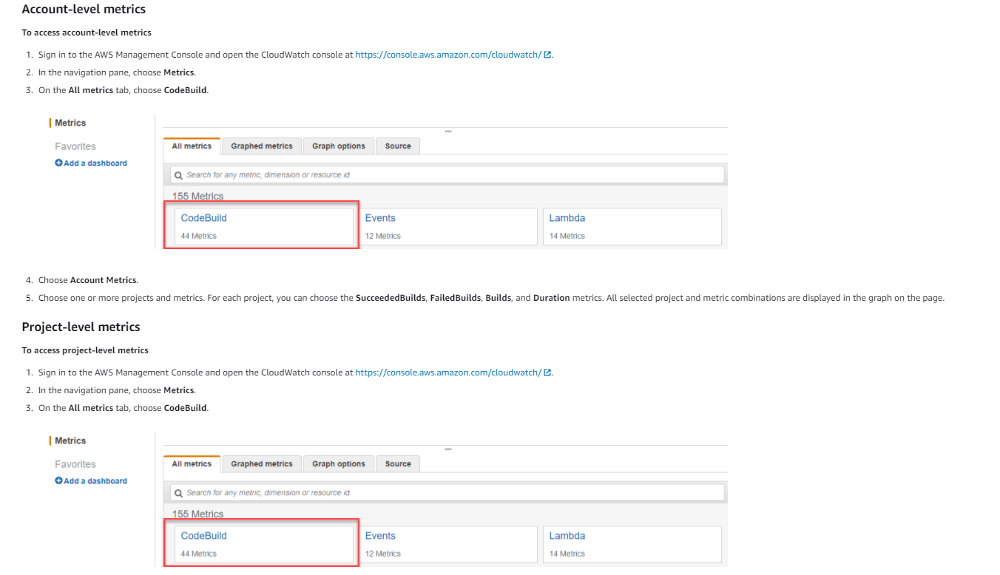 Account-level metrics
To access account-level metrics
1. Sign in to the AWS Management Console and open the CloudWatch console at https://console.aws.amazon.com/cloudwatch/.
2. In the navigation pane, choose Metrics.
3. On the All metrics tab, choose CodeBuild.
Metrics
Favorites
Add a dashboard
All metrics Graphed metrics Graph options Source
Search for any metric, dimension or resource id
155 Metrics
CodeBuild Events Lambda
44 Metrics 12 Metrics 14 Metrics
4. Choose Account Metrics.
5. Choose one or more projects and metrics. For each project, you can choose the SucceededBuilds, FailedBuilds, Builds, and Duration metrics. All selected project and metric combinations are displayed in the graph on the page.
Project-level metrics
To access project-level metrics
1. Sign in to the AWS Management Console and open the CloudWatch console at https://console.aws.amazon.com/cloudwatch/.
2. In the navigation pane, choose Metrics.
3. On the All metrics tab, choose CodeBuild.
Metrics
Favorites
Add a dashboard
All metrics Graphed metrics Graph options Source
Search for any metric, dimension or resource id
155 Metrics
CodeBuild Events Lambda
44 Metrics 12 Metrics 14 Metrics